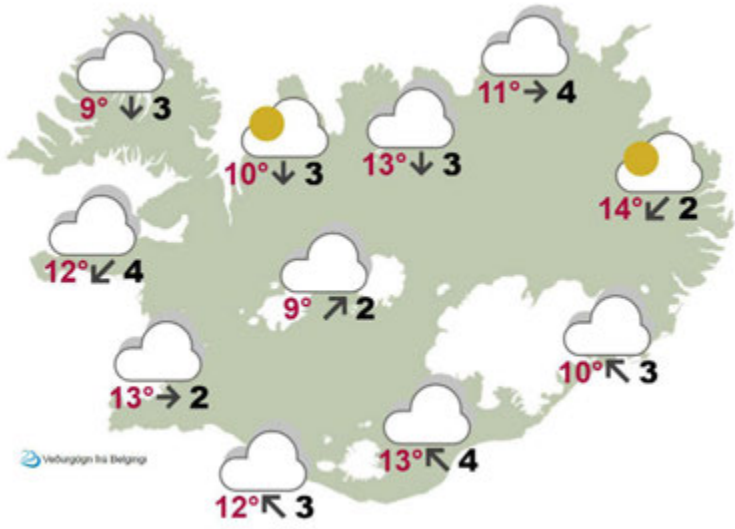 11° → 4
9° ↓ 3
10° ↓ 3
13° ↓ 3
14° ↙ 2
12° ↙ 4
9° ↗ 2
10° ↖ 3
13° → 2
13° ↖ 4
12° ↖ 3
Veðurgögn frá Belgingi